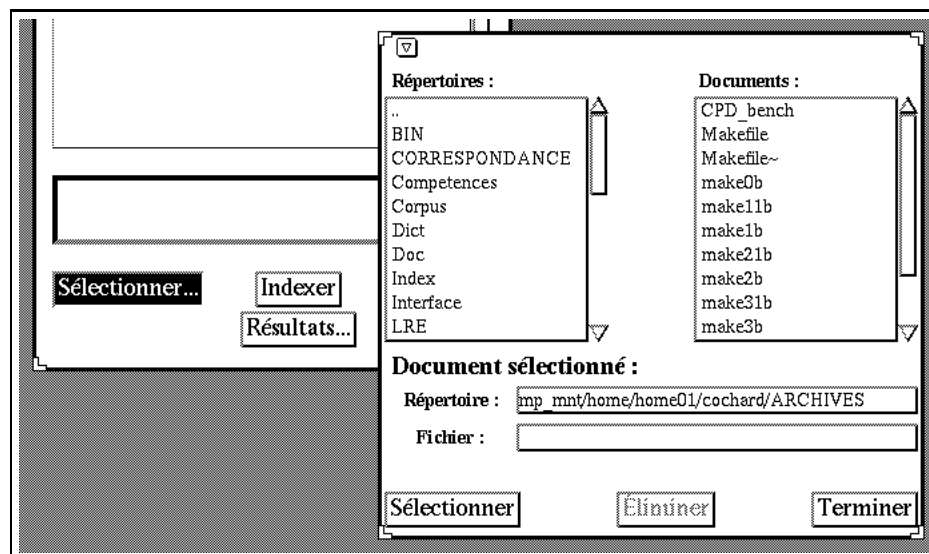 Répertoires :
..
BIN
CORRESPONDANCE
Competences
Corpus
Dict
Doc
Index
Interface
LRE
Documents :
CPD_bench
Makefile
Makefile~
make0b
make11b
make1b
make21b
make2b
make31b
make3b
Sélectionner...
Indexer
Résultats...
Document sélectionné :
Répertoire : mp_mnt/home/home01/cochard/ARCHIVES
Fichier :
Sélectionner
Éliminer
Terminer